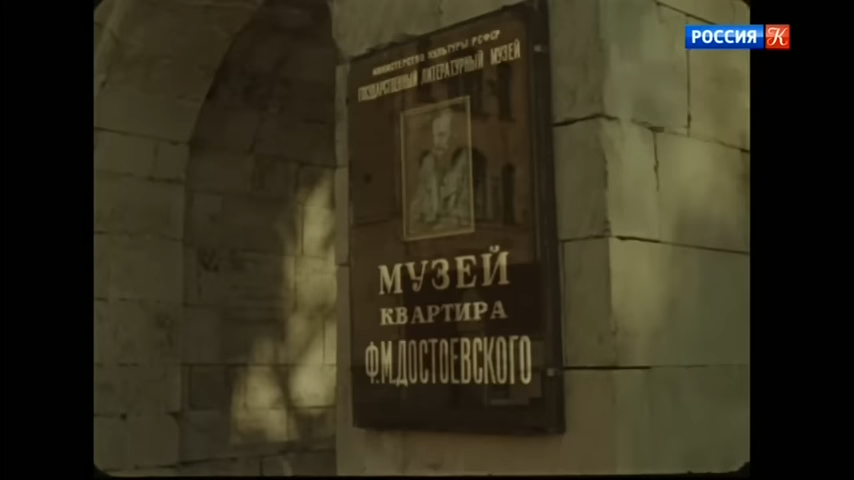 РОССИЯ К
МИНИСТЕРСТВО КУЛЬТУРЫ РСФСР
ГОСУДАРСТВЕННЫЙ ЛИТЕРАТУРНЫЙ МУЗЕЙ
МУЗЕЙ
КВАРТИРА
Ф.М.ДОСТОЕВСКОГО